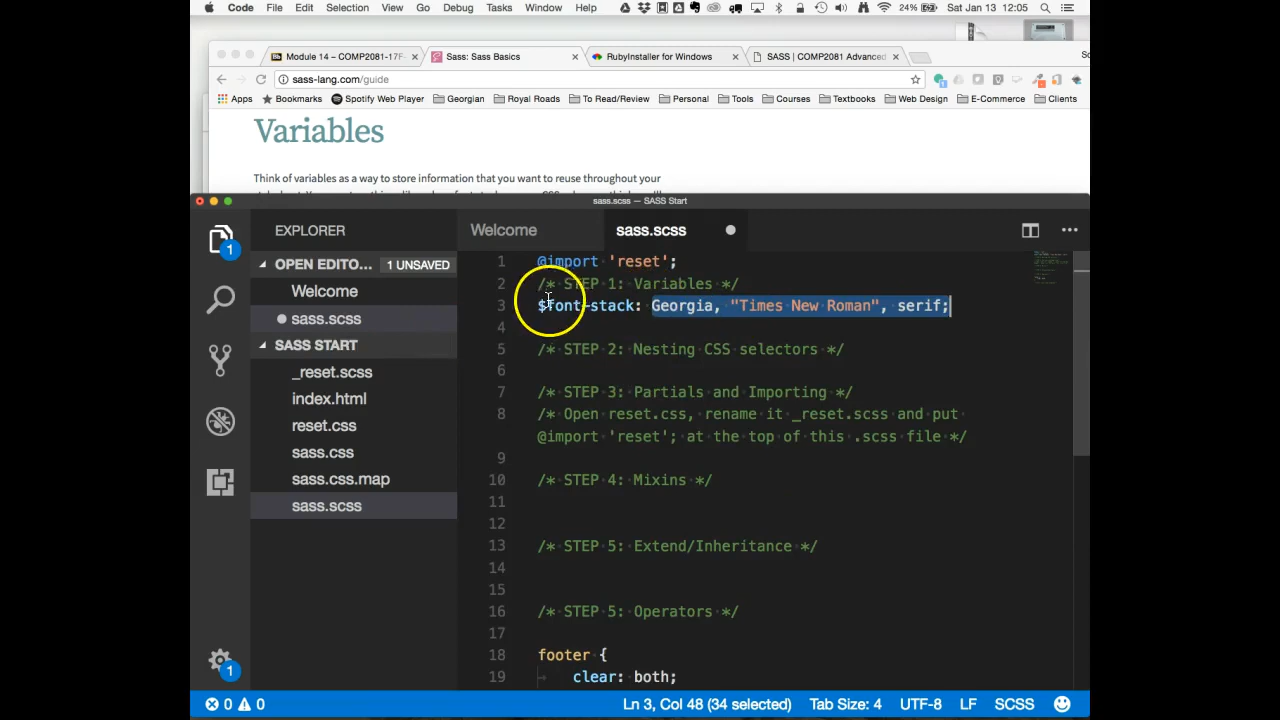 Code File Edit Selection View Go Debug Tasks Window Help 24% Sat Jan 13 12:05
Module 14 – COMP2081-17F- × Sass: Sass Basics × RubyInstaller for Windows × SASS | COMP2081 Advanced ×
sass-lang.com/guide
Apps Bookmarks Spotify Web Player Georgian Royal Roads To Read/Review Personal Tools Courses Textbooks Web Design E-Commerce Clients
Variables
Think of variables as a way to store information that you want to reuse throughout your
sass.scss — SASS Start
EXPLORER
Welcome sass.scss
1
OPEN EDITO... 1 UNSAVED
Welcome
sass.scss
SASS START
_reset.scss
index.html
reset.css
sass.css
sass.css.map
sass.scss
1
1 @import 'reset';
2 /* STEP 1: Variables */
3 $font-stack: Georgia, "Times New Roman", serif;
4
5 /* STEP 2: Nesting CSS selectors */
6
7 /* STEP 3: Partials and Importing */
8 /* Open reset.css, rename it _reset.scss and put
@import 'reset'; at the top of this .scss file */
9
10 /* STEP 4: Mixins */
11
12
13 /* STEP 5: Extend/Inheritance */
14
15
16 /* STEP 5: Operators */
17
18 footer {
19 clear: both;
0 0 Ln 3, Col 48 (34 selected) Tab Size: 4 UTF-8 LF SCSS